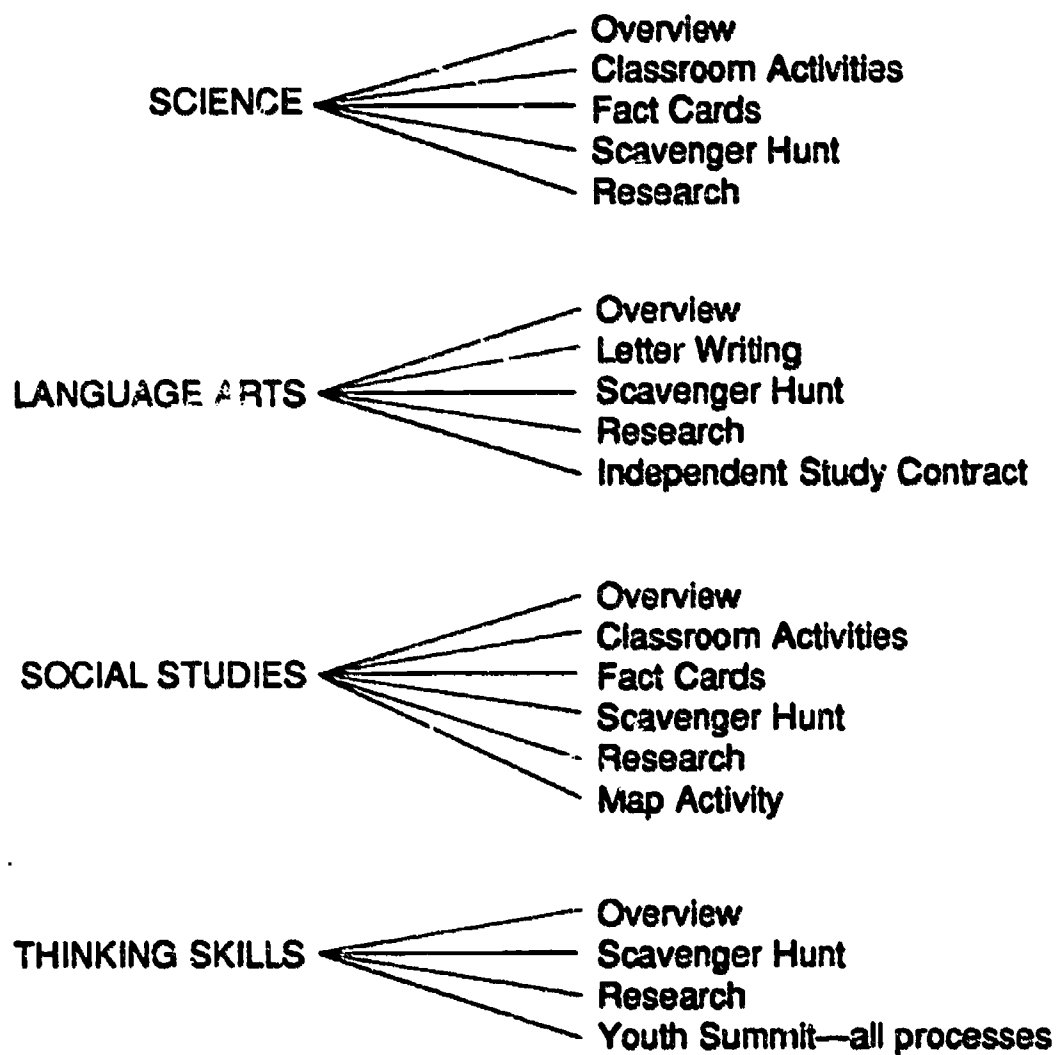 SCIENCE
Overview
Classroom Activities
Fact Cards
Scavenger Hunt
Research
LANGUAGE ARTS
Overview
Letter Writing
Scavenger Hunt
Research
Independent Study Contract
SOCIAL STUDIES
Overview
Classroom Activities
Fact Cards
Scavenger Hunt
Research
Map Activity
THINKING SKILLS
Overview
Scavenger Hunt
Research
Youth Summit—all processes